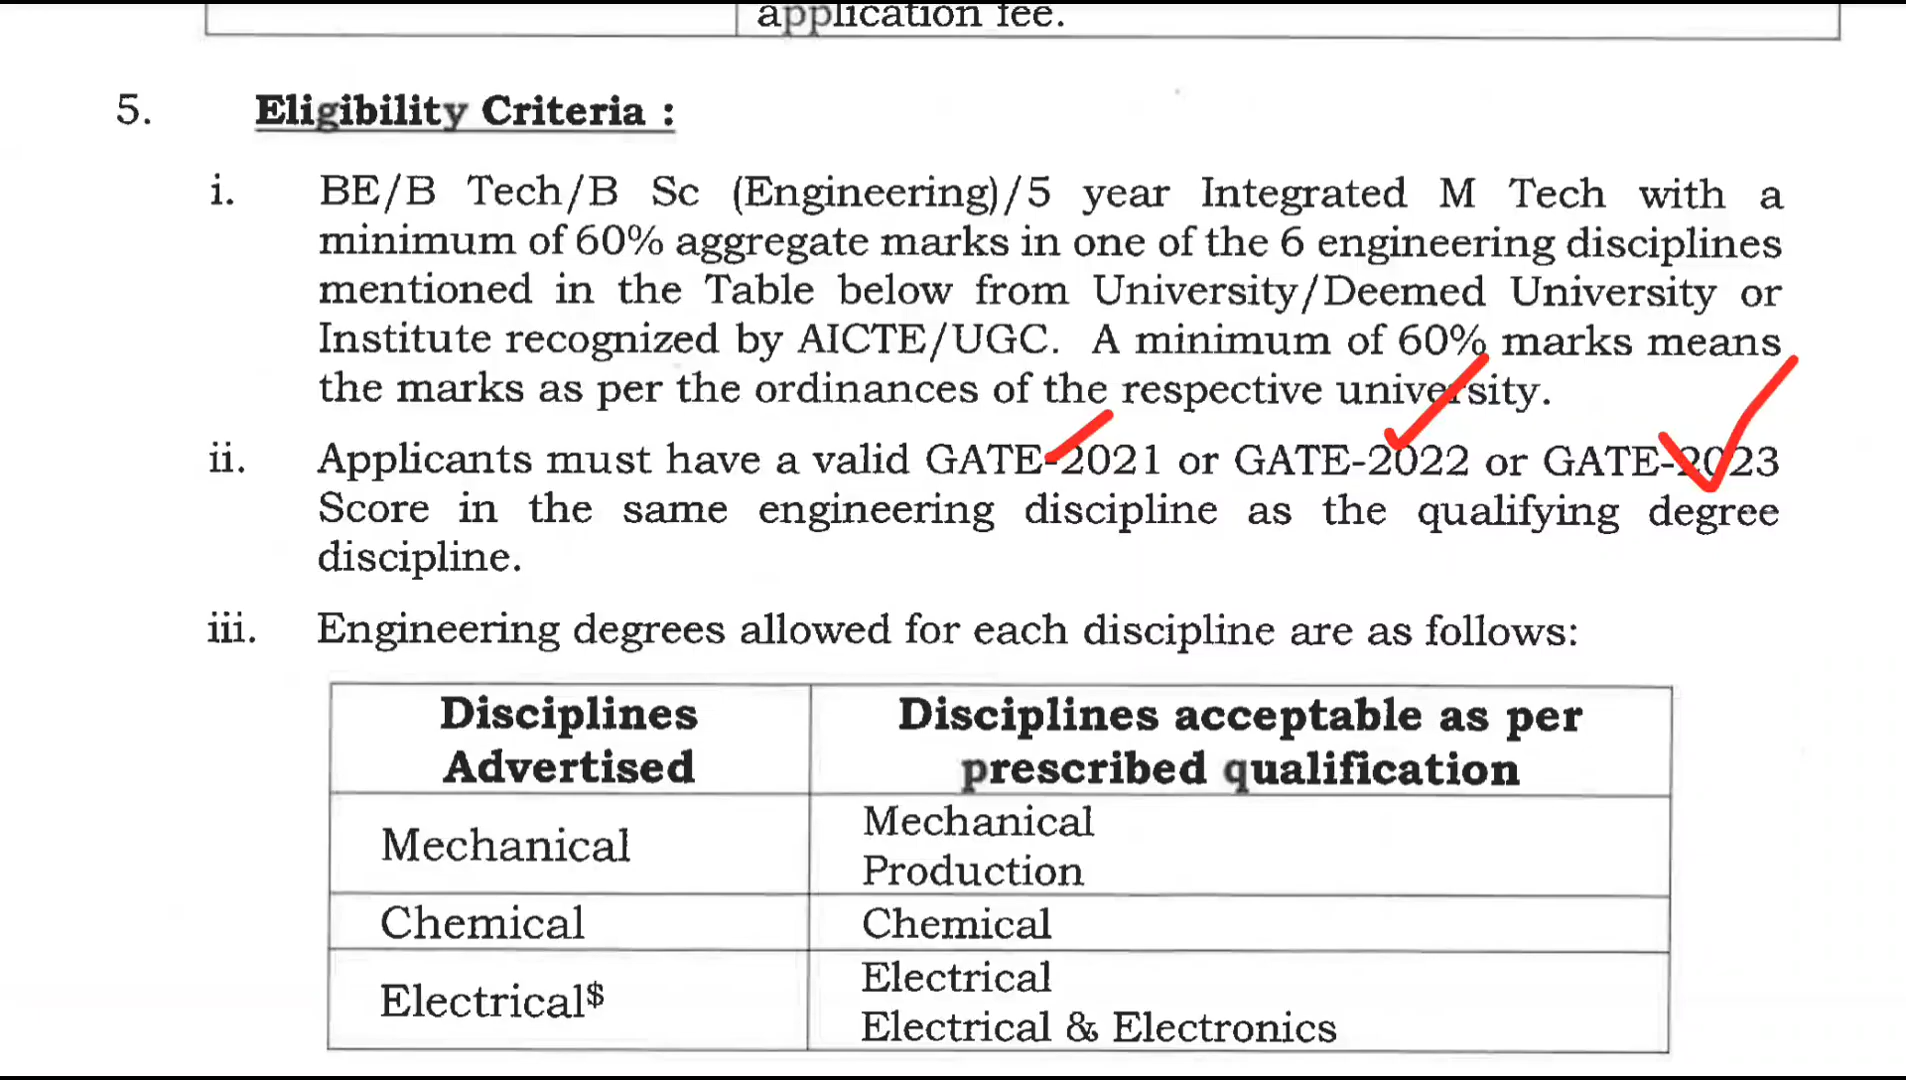 application fee.
5. Eligibility Criteria :
i. BE/B Tech/B Sc (Engineering)/5 year Integrated M Tech with a
minimum of 60% aggregate marks in one of the 6 engineering disciplines
mentioned in the Table below from University/Deemed University or
Institute recognized by AICTE/UGC. A minimum of 60% marks means
the marks as per the ordinances of the respective university.
ii. Applicants must have a valid GATE-2021 or GATE-2022 or GATE-2023
Score in the same engineering discipline as the qualifying degree
discipline.
iii. Engineering degrees allowed for each discipline are as follows:
Disciplines Advertised
Disciplines acceptable as per
prescribed qualification
Mechanical
Mechanical
Production
Chemical
Chemical
Electrical$
Electrical
Electrical & Electronics